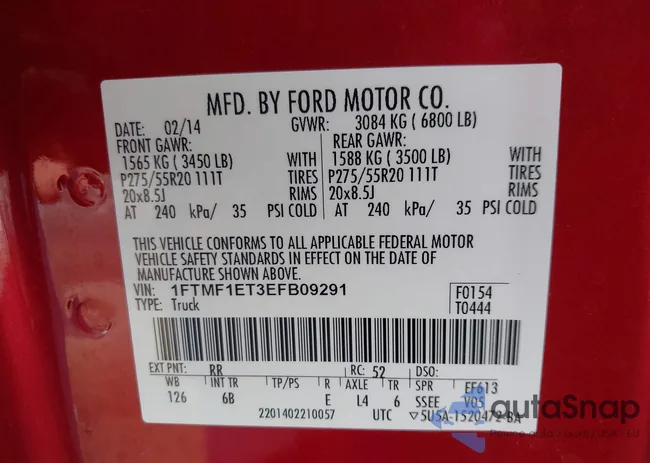 MFD. BY FORD MOTOR CO.
DATE: 02/14 GVWR: 3084 KG ( 6800 LB)
FRONT GAWR: REAR GAWR:
1565 KG ( 3450 LB) WITH 1588 KG ( 3500 LB) WITH
P275/55R20 111T TIRES P275/55R20 111T TIRES
20x8.5J RIMS 20x8.5J RIMS
AT 240 kPa/ 35 PSI COLD AT 240 kPa/ 35 PSI COLD
THIS VEHICLE CONFORMS TO ALL APPLICABLE FEDERAL MOTOR
VEHICLE SAFETY STANDARDS IN EFFECT ON THE DATE OF
MANUFACTURE SHOWN ABOVE.
VIN: 1FTMF1ET3EFB09291 F0154
TYPE: Truck T0444
EXT PNT: RR RC: 52 DSO:
WB INT TR TP/PS R AXLE TR SPR EF613
126 6B E L4 6 SSEE V05
2201402210057 UTC ▽5U5A-1520472-BA
autaSnap